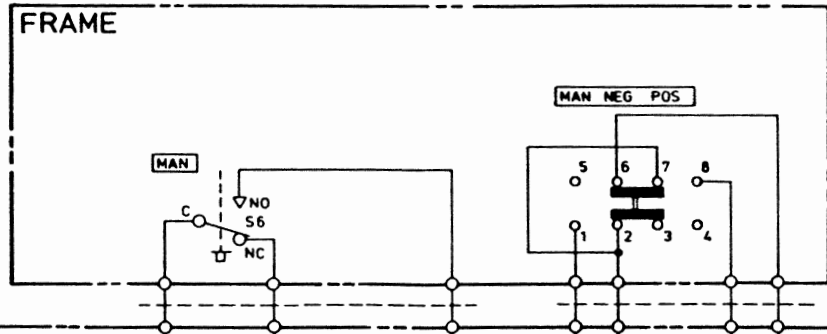 FRAME
MAN NEG POS
MAN
5 6 7 8
NO
C S6
NC
1 2 3 4